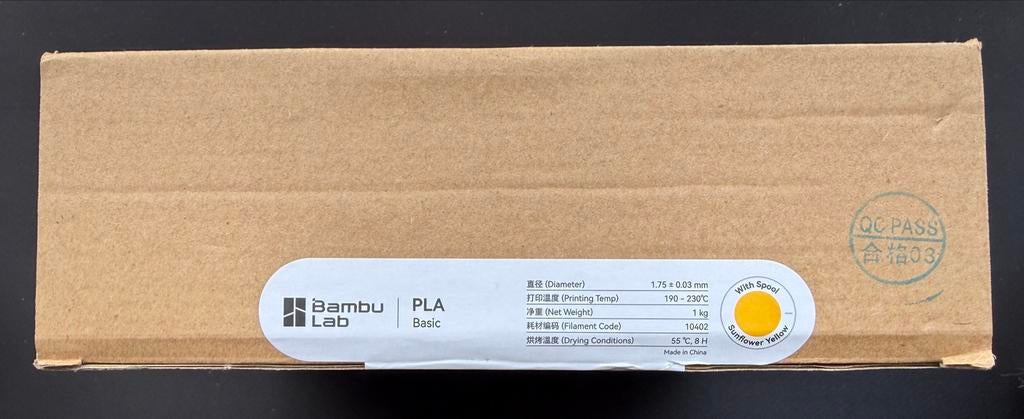 QC PASS
合格03
Bambu
Lab
PLA
Basic
直径 (Diameter) 1.75 ± 0.03 mm
打印温度 (Printing Temp) 190 - 230℃
净重 (Net Weight) 1 kg
耗材编码 (Filament Code) 10402
烘烤温度 (Drying Conditions) 55 ℃, 8 H
Made in China
With Spool
Sunflower Yellow